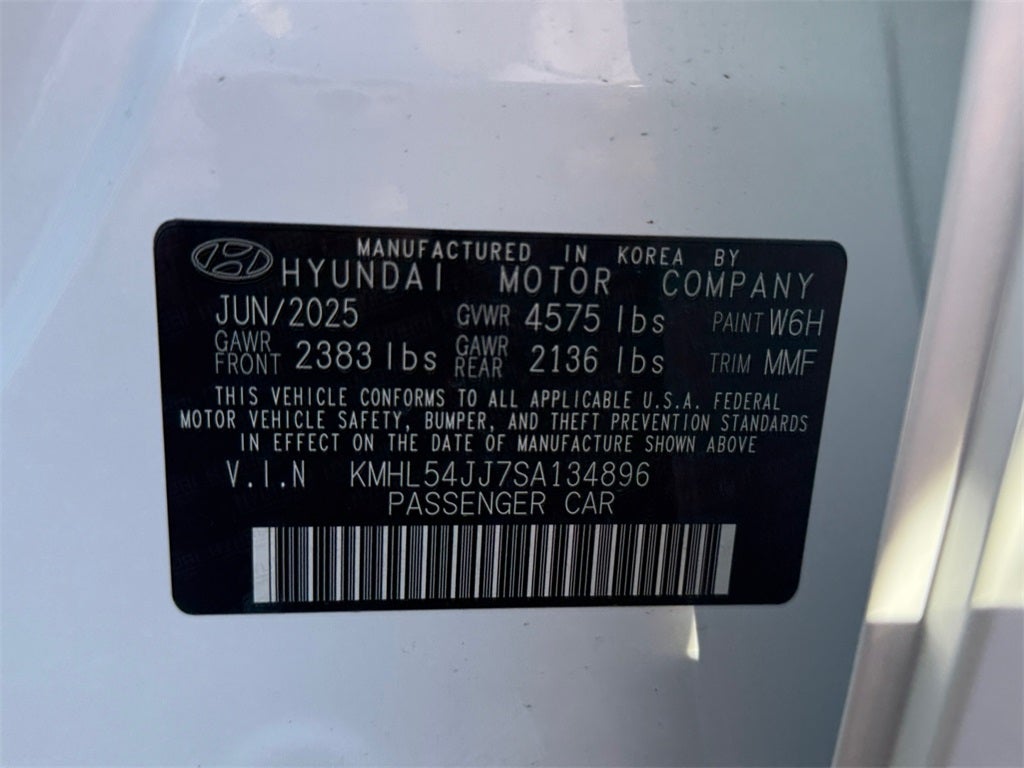 MANUFACTURED IN KOREA BY
HYUNDAI MOTOR COMPANY
JUN/2025 GVWR 4575 lbs PAINT W6H
GAWR FRONT 2383 lbs GAWR REAR 2136 lbs TRIM MMF
THIS VEHICLE CONFORMS TO ALL APPLICABLE U.S.A. FEDERAL
MOTOR VEHICLE SAFETY, BUMPER, AND THEFT PREVENTION STANDARDS
IN EFFECT ON THE DATE OF MANUFACTURE SHOWN ABOVE
V.I.N KMHL54JJ7SA134896
PASSENGER CAR